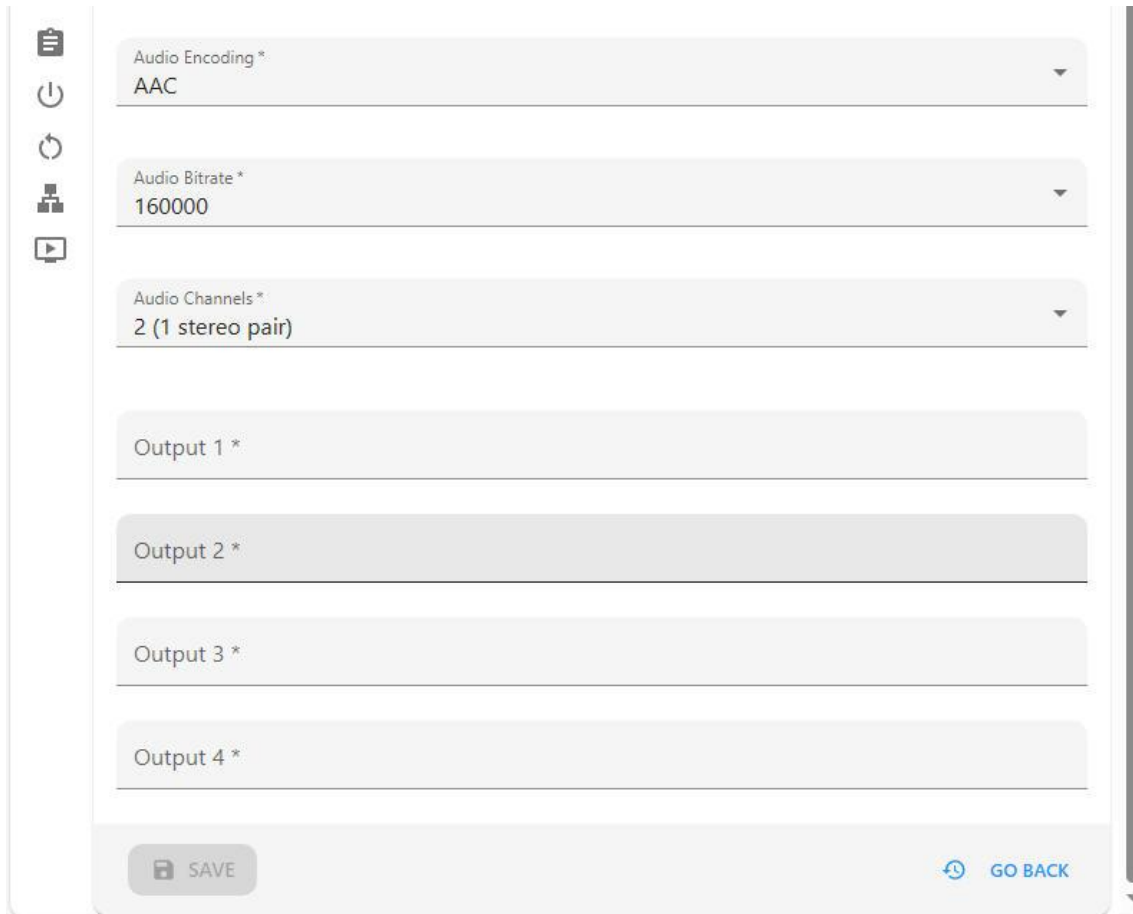 Audio Encoding *
AAC
Audio Bitrate *
160000
Audio Channels *
2 (1 stereo pair)
Output 1 *
Output 2 *
Output 3 *
Output 4 *
SAVE
GO BACK